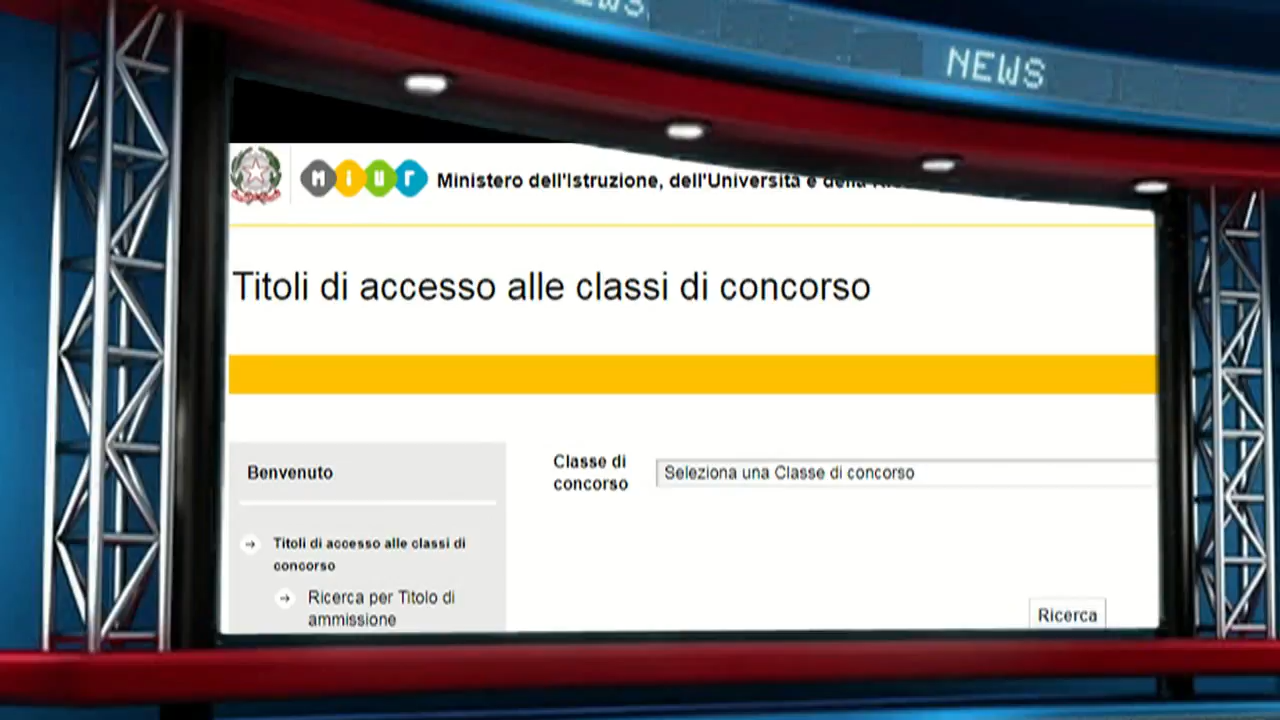 NEWS
miur Ministero dell'Istruzione, dell'Università e della
Titoli di accesso alle classi di concorso
Benvenuto
Classe di
concorso
Seleziona una Classe di concorso
Titoli di accesso alle classi di
concorso
Ricerca per Titolo di
ammissione
Ricerca